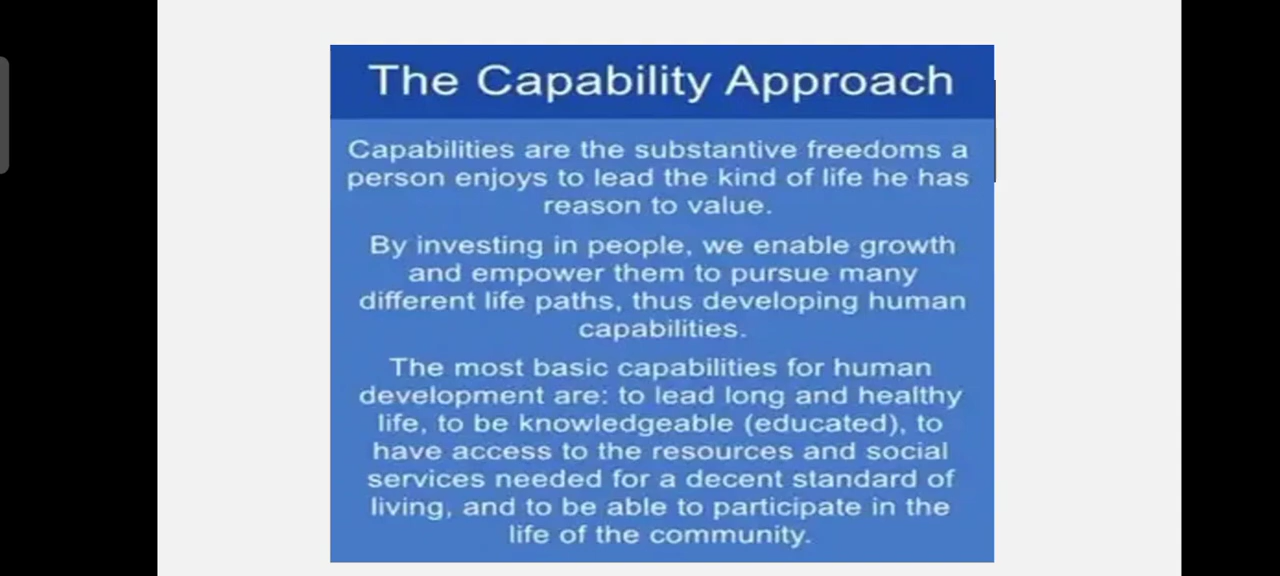 The Capability Approach
Capabilities are the substantive freedoms a
person enjoys to lead the kind of life he has
reason to value.
By investing in people, we enable growth
and empower them to pursue many
different life paths, thus developing human
capabilities.
The most basic capabilities for human
development are: to lead long and healthy
life, to be knowledgeable (educated), to
have access to the resources and social
services needed for a decent standard of
living, and to be able to participate in the
life of the community.